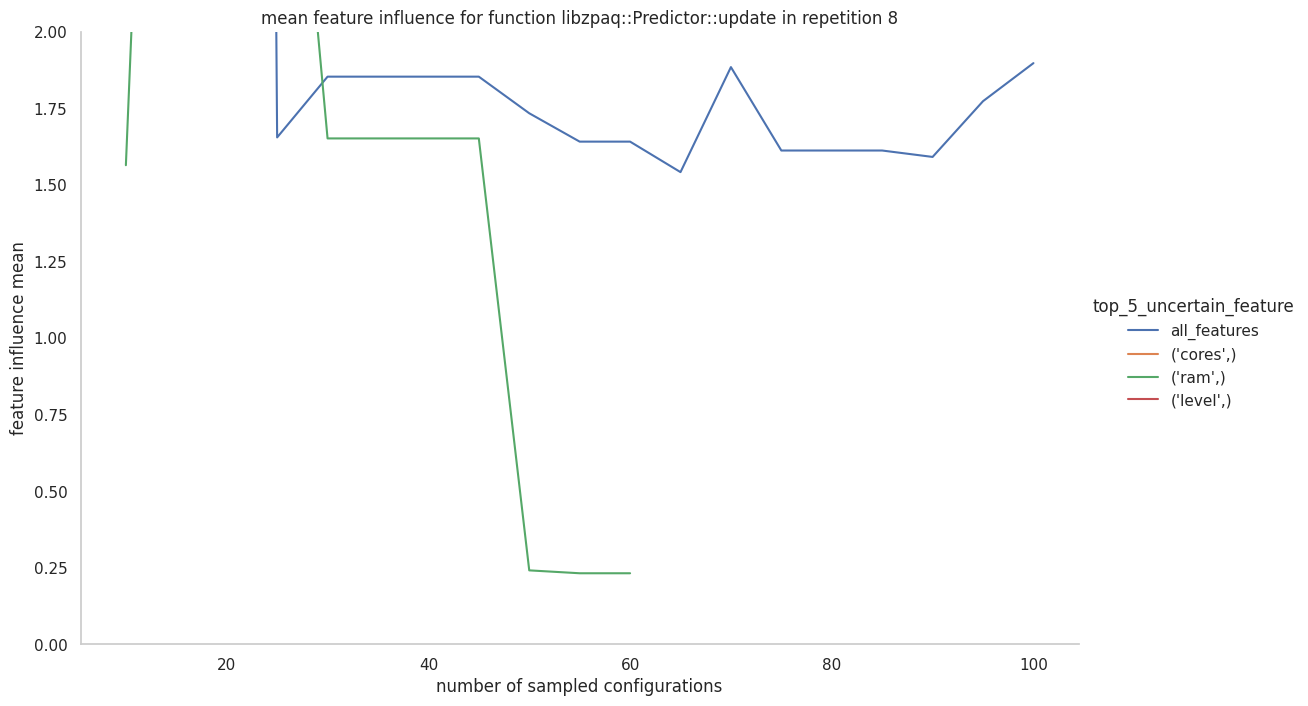 mean feature influence for function libzpaq::Predictor::update in repetition 8
2.00
1.75
1.50
1.25
1.00
0.75
0.50
0.25
0.00
feature influence mean
20
40
60
80
100
number of sampled configurations
top_5_uncertain_feature
all_features
('cores',)
('ram',)
('level',)